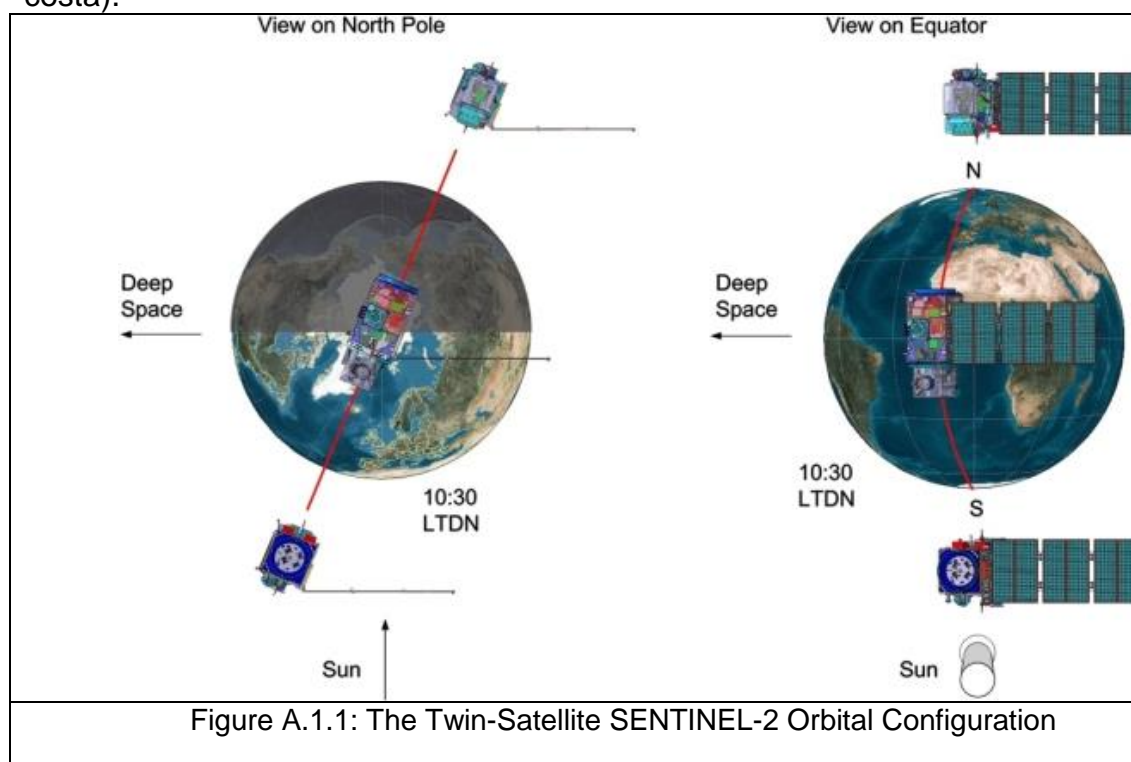 costa).
View on North Pole
View on Equator
N
Deep
Space
Deep
Space
10:30
LTDN
10:30
LTDN
S
Sun
Sun
Figure A.1.1: The Twin-Satellite SENTINEL-2 Orbital Configuration